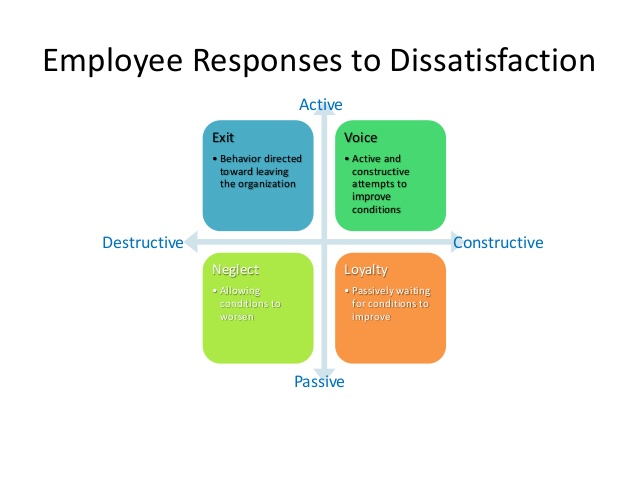 Employee Responses to Dissatisfaction
Active
Exit
• Behavior directed
toward leaving
the organization
Voice
• Active and
constructive
attempts to
improve
conditions
Destructive
Constructive
Neglect
• Allowing
conditions to
worsen
Loyalty
• Passively waiting
for conditions to
improve
Passive